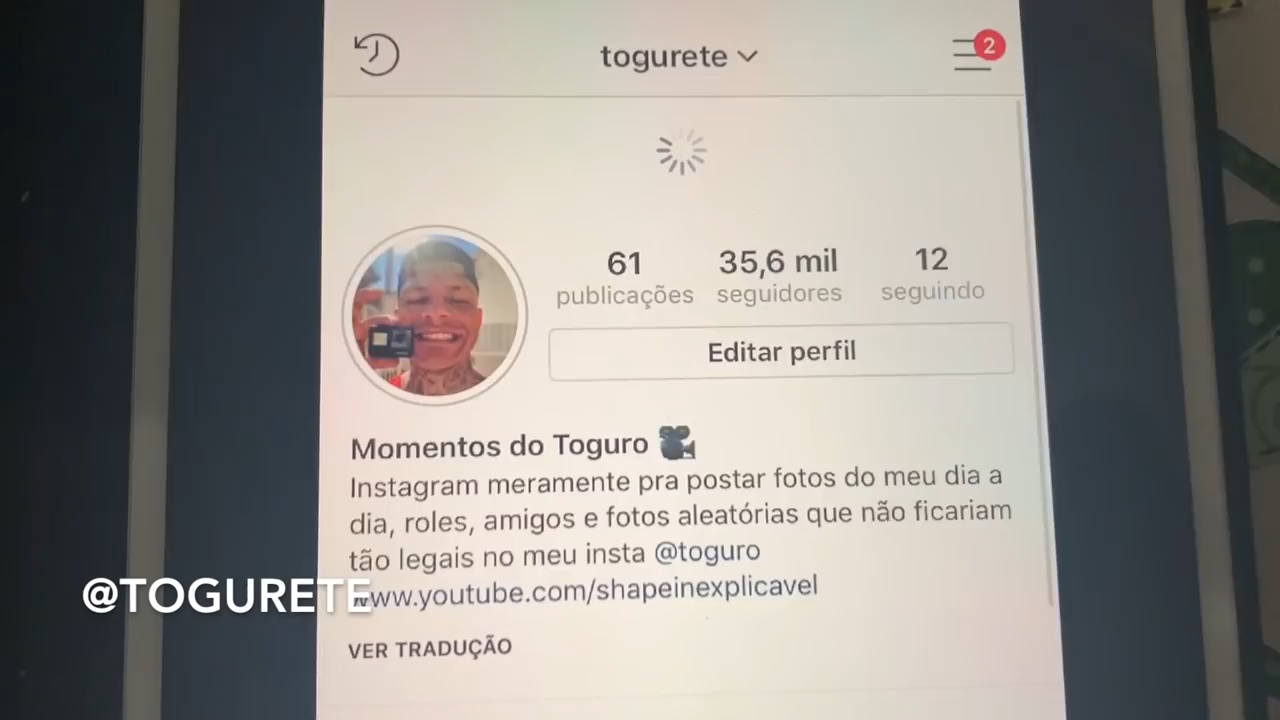 togurete
2
61
publicações
35,6 mil
seguidores
12
seguindo
Editar perfil
Momentos do Toguro
Instagram meramente pra postar fotos do meu dia a
dia, roles, amigos e fotos aleatórias que não ficariam
tão legais no meu insta @toguro
www.youtube.com/shapeinexplicavel
@TOGURETE
VER TRADUÇÃO